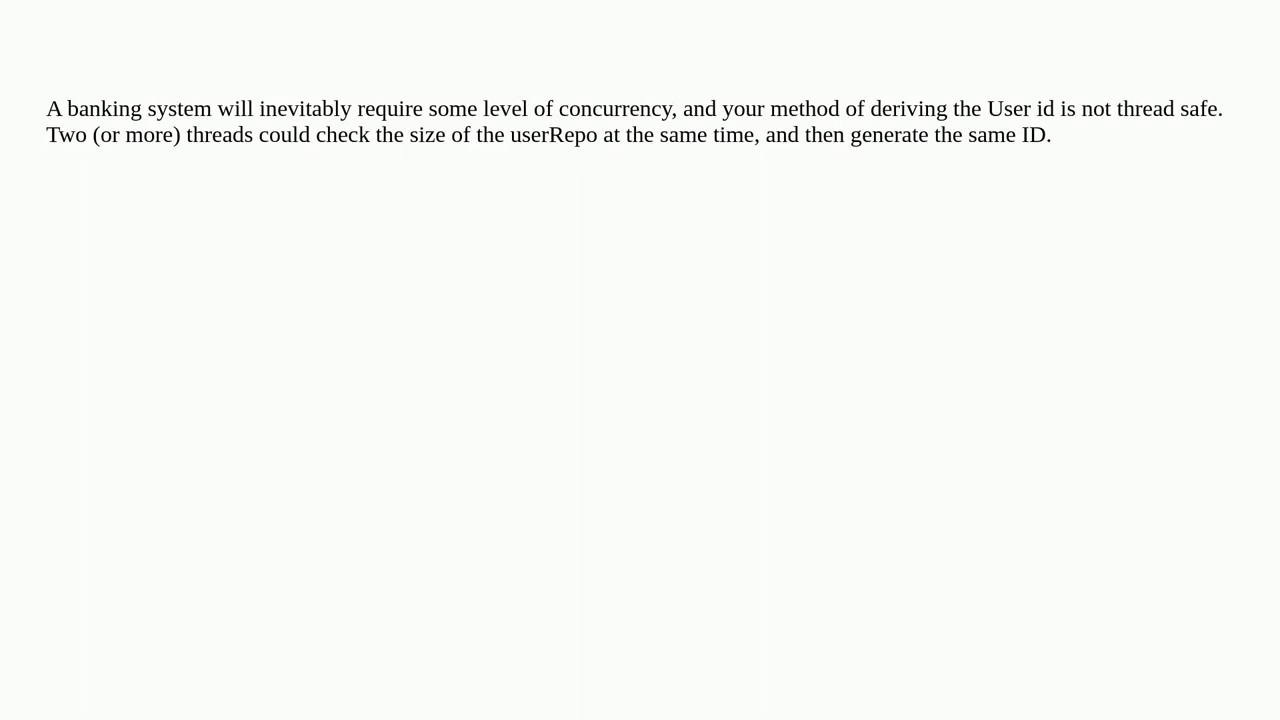 A banking system will inevitably require some level of concurrency, and your method of deriving the User id is not thread safe.
Two (or more) threads could check the size of the userRepo at the same time, and then generate the same ID.